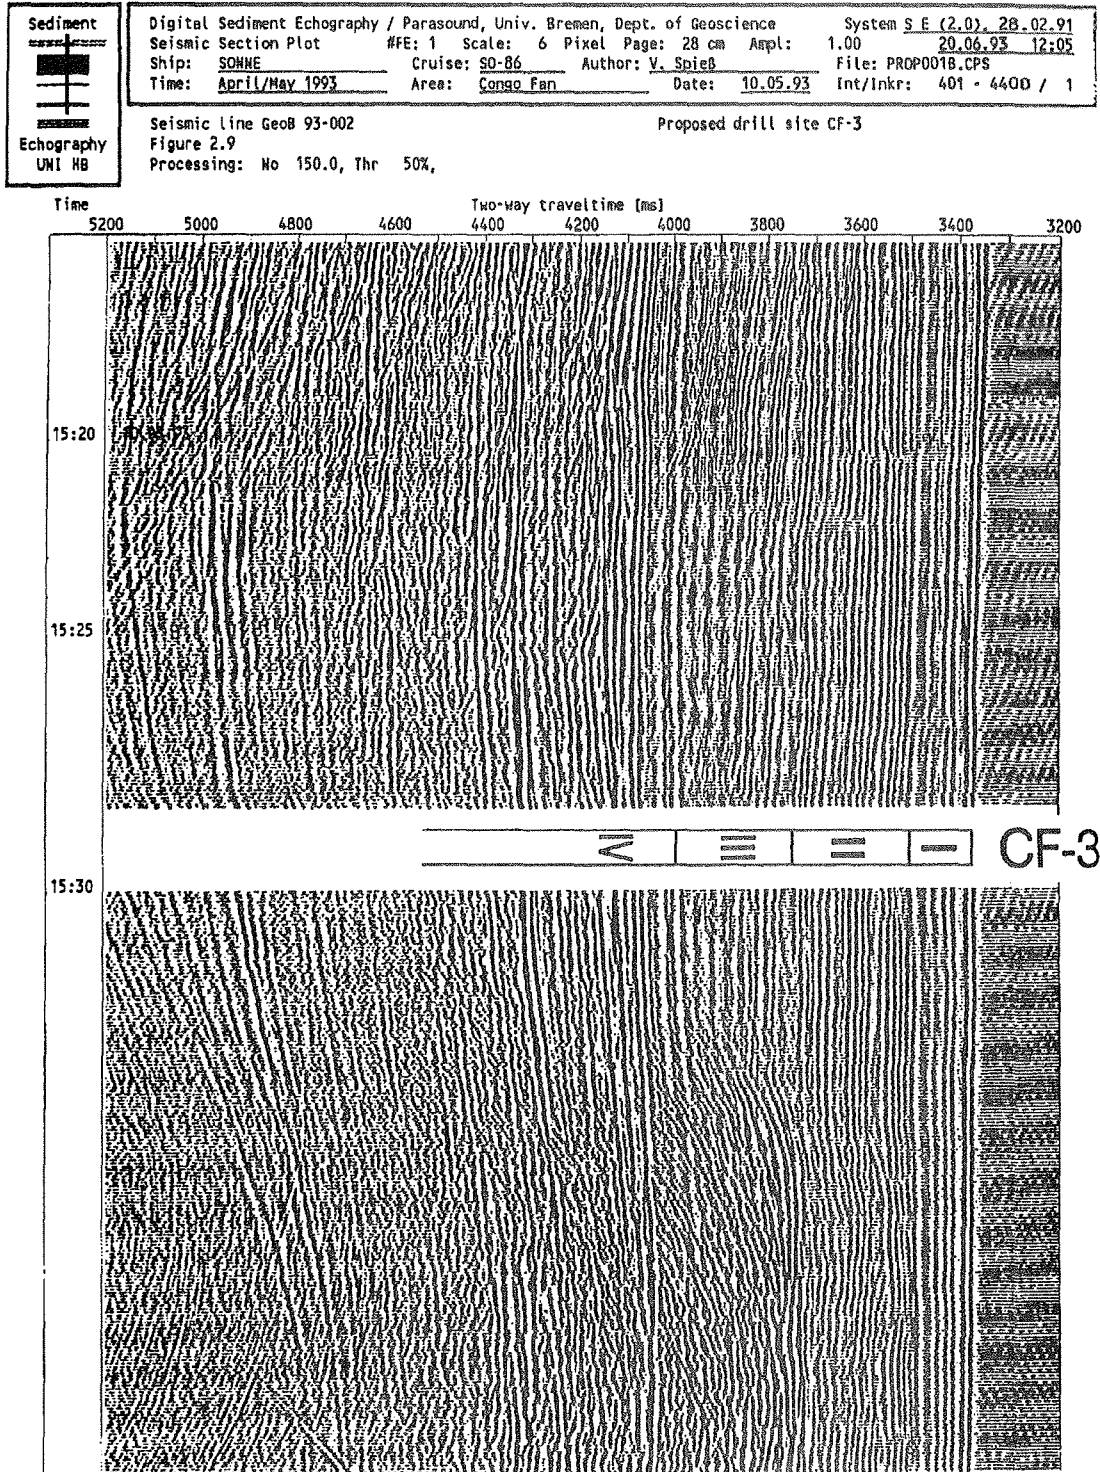 Sediment
Echography
UNI HB
Digital Sediment Echography / Parasound, Univ. Bremen, Dept. of Geoscience System S E (2.0), 28.02.91
Seismic Section Plot #FE: 1 Scale: 6 Pixel Page: 28 cm Ampl: 1.00 20.06.93 12:05
Ship: SONNE Cruise: SO-86 Author: V. Spieß File: PROP001B.CPS
Time: April/May 1993 Area: Congo Fan Date: 10.05.93 Int/Inkr: 401 - 4400 / 1
Seismic line GeoB 93-002 Proposed drill site CF-3
Figure 2.9
Processing: No 150.0, Thr 50%,
Time Two-way traveltime [ms]
5200 5000 4800 4600 4400 4200 4000 3800 3600 3400 3200
15:20
15:25
IV III II I CF-3
15:30